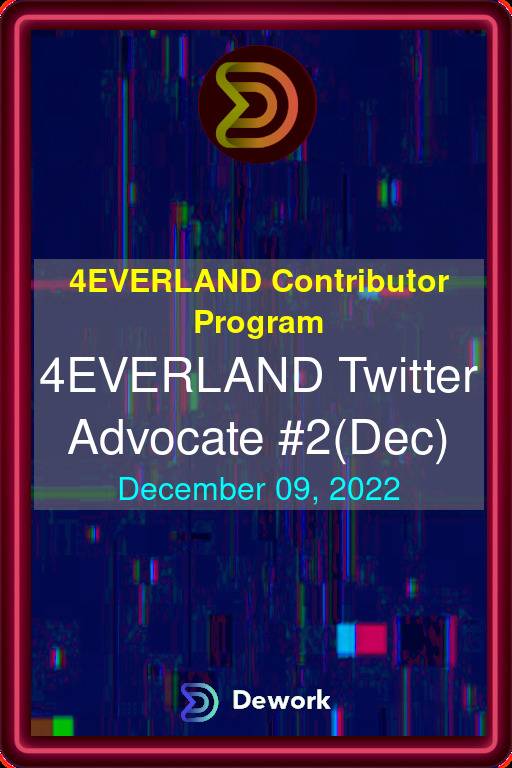 4EVERLAND Contributor
Program
4EVERLAND Twitter
Advocate #2(Dec)
December 09, 2022
Dework